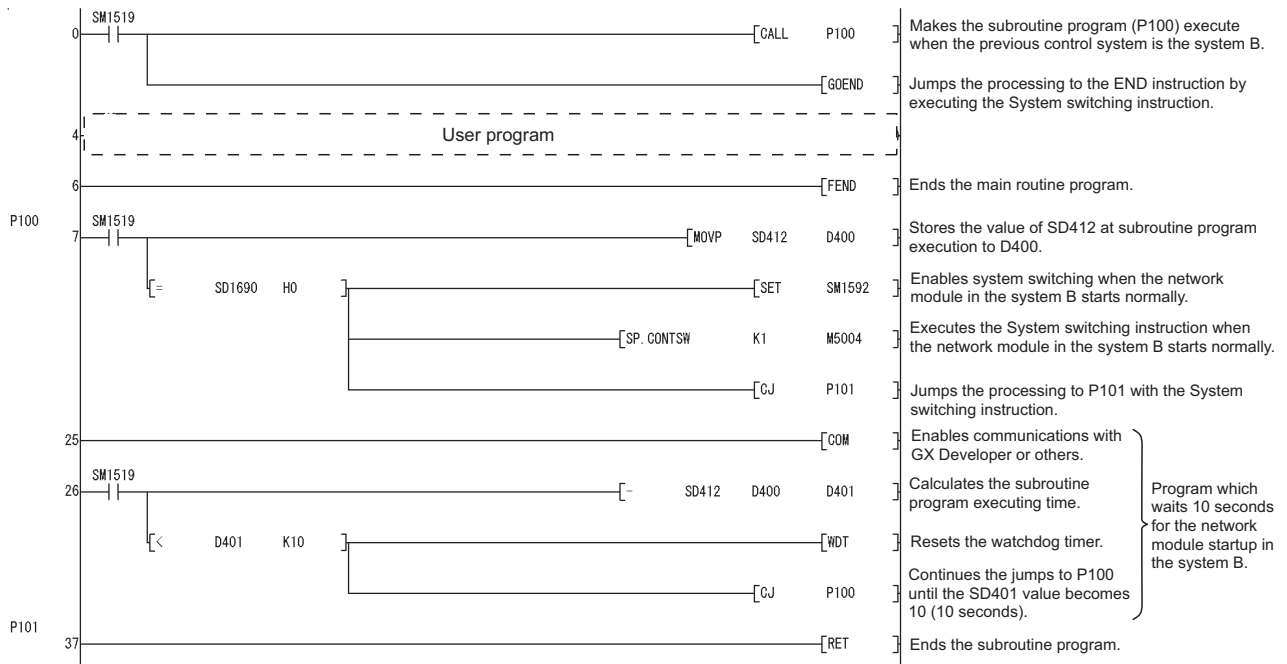 SM1519
0 CALL P100 Makes the subroutine program (P100) execute
when the previous control system is the system B.
GOEND Jumps the processing to the END instruction by
executing the System switching instruction.
4 User program
6 FEND Ends the main routine program.
P100 SM1519
7 MOVP SD412 D400 Stores the value of SD412 at subroutine program
execution to D400.
= SD1690 H0 SET SM1592 Enables system switching when the network
module in the system B starts normally.
SP.CONTSW K1 M5004 Executes the System switching instruction when
the network module in the system B starts normally.
CJ P101 Jumps the processing to P101 with the System
switching instruction.
25 COM Enables communications with
GX Developer or others.
SM1519
26 - SD412 D400 D401 Calculates the subroutine
program executing time.
< D401 K10 WDT Resets the watchdog timer.
CJ P100 Continues the jumps to P100
until the SD401 value becomes
10 (10 seconds).
Program which
waits 10 seconds
for the network
module startup in
the system B.
P101
37 RET Ends the subroutine program.